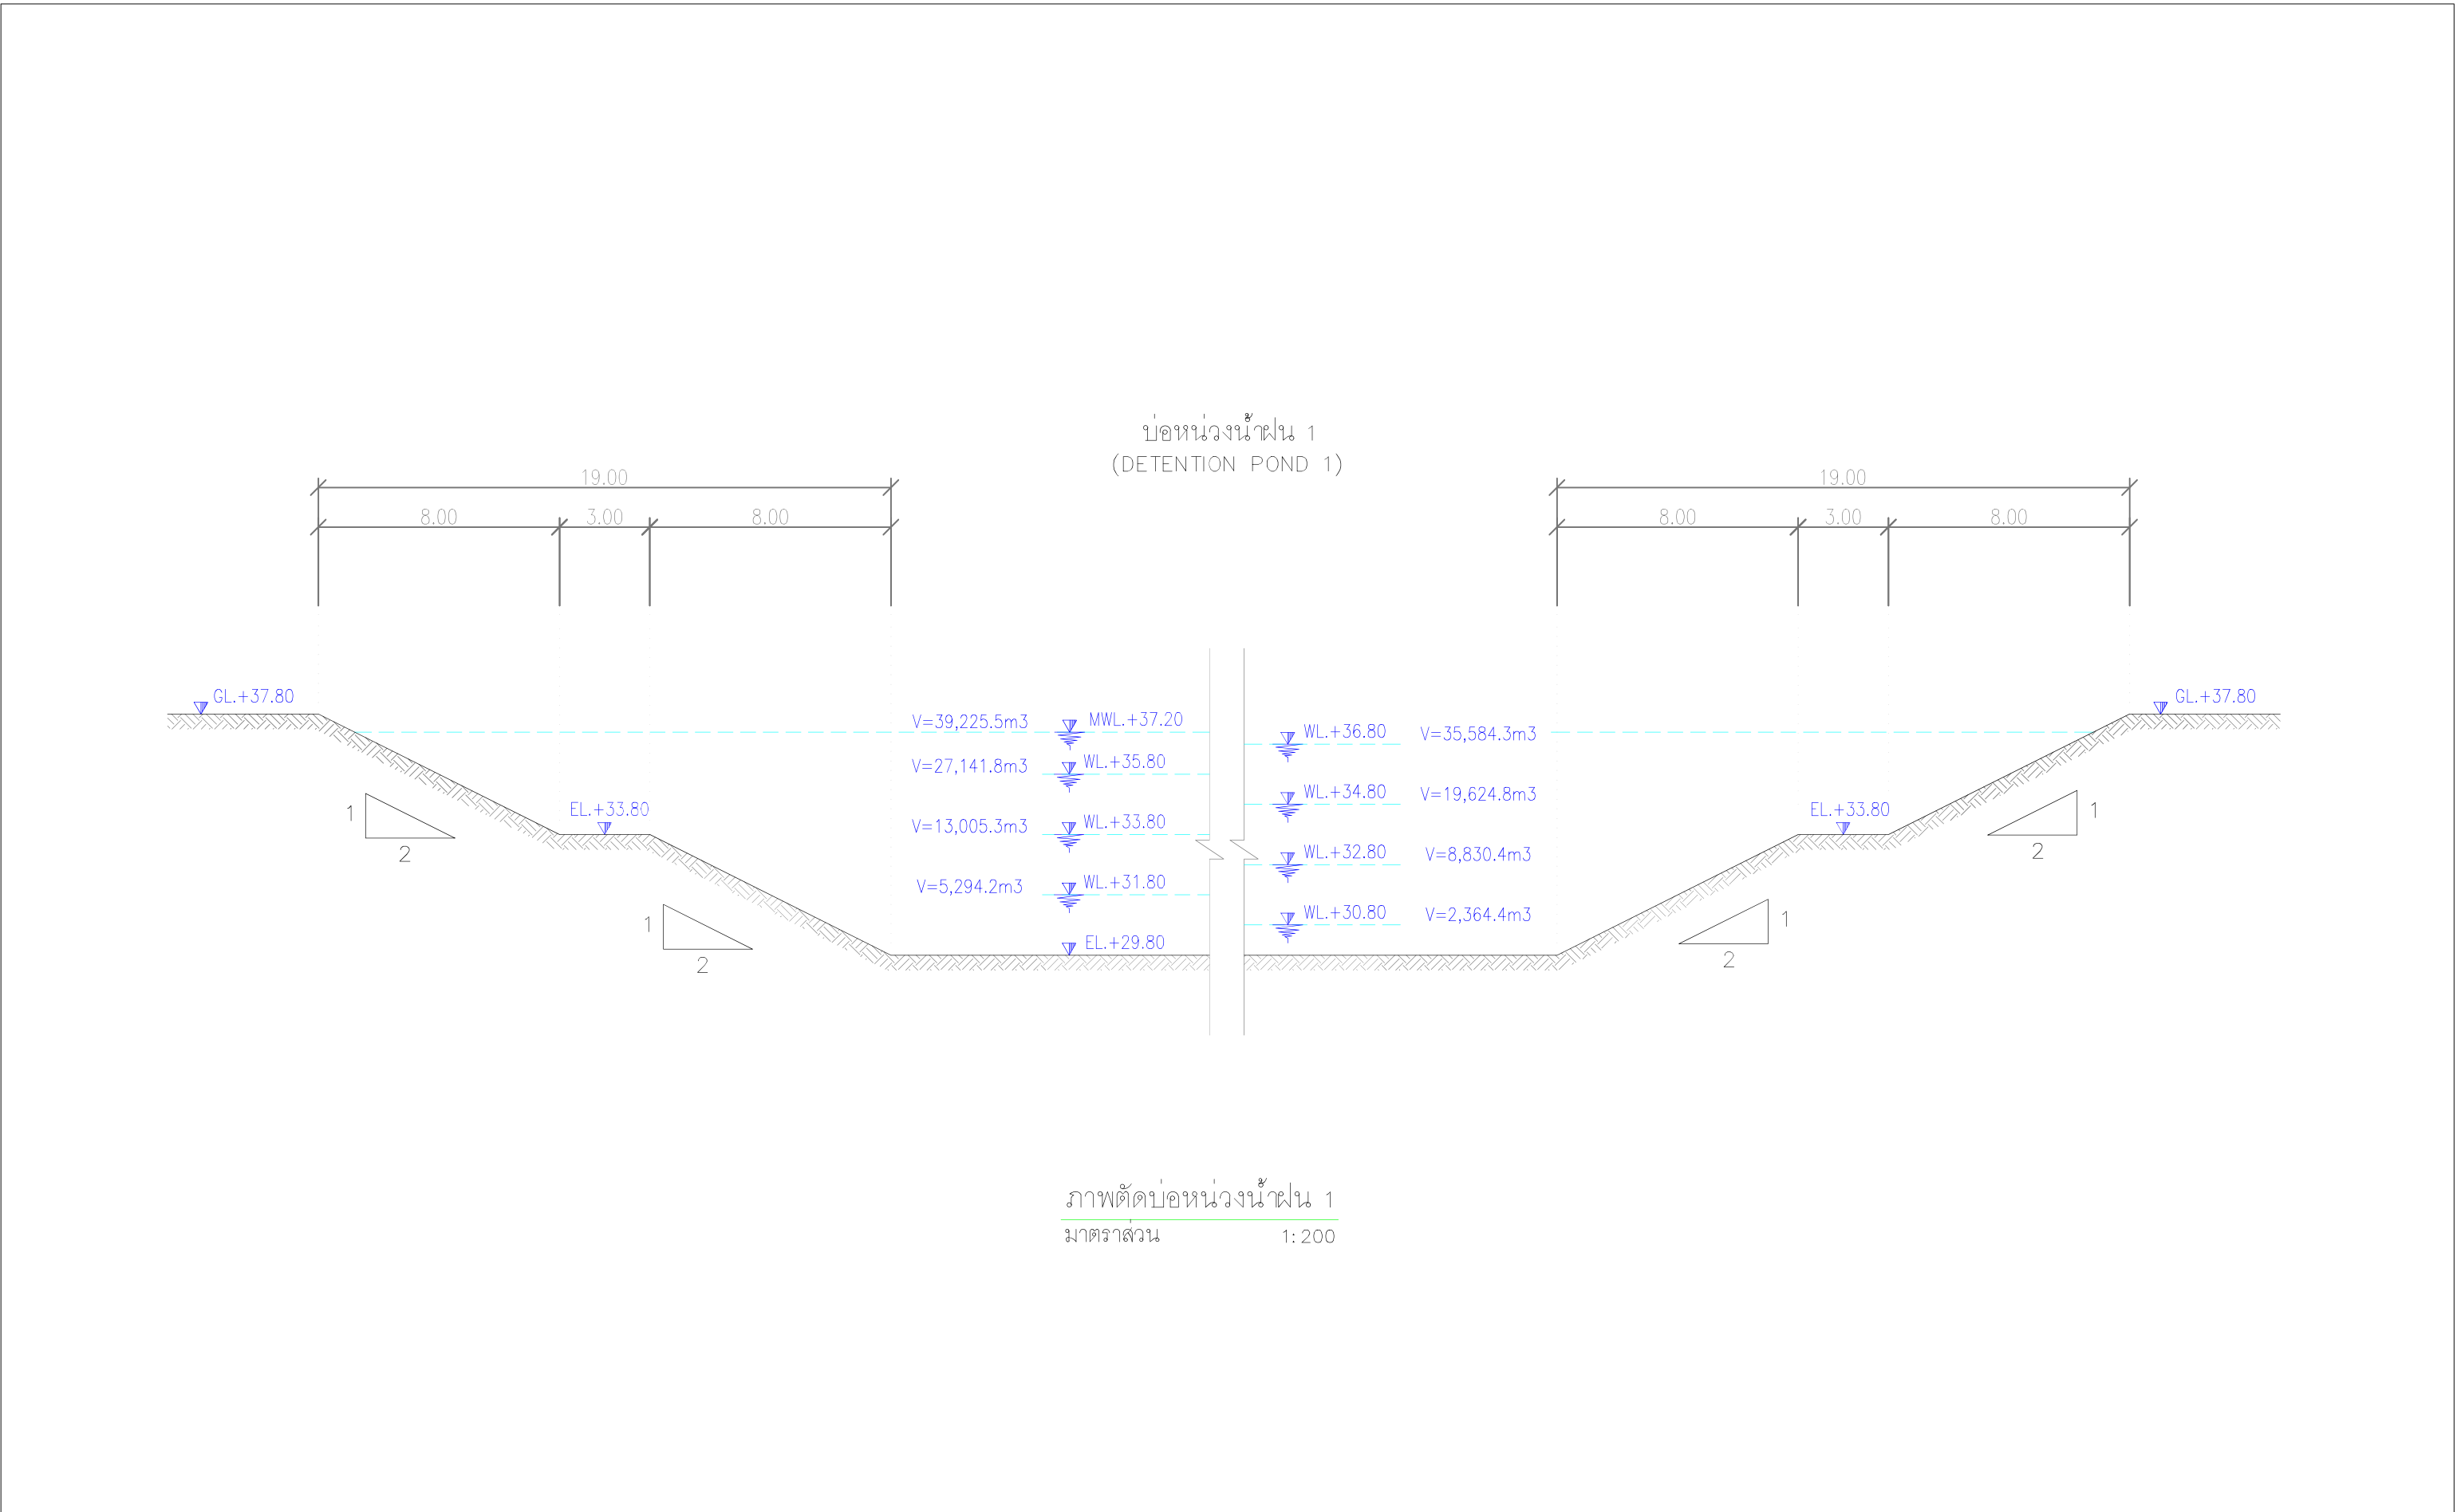 บ่อหน่วงน้ำฝน 1
(DETENTION POND 1)
19.00
19.00
8.00 3.00 8.00
8.00 3.00 8.00
GL.+37.80
GL.+37.80
V=39,225.5m3 MWL.+37.20
WL.+36.80 V=35,584.3m3
V=27,141.8m3 WL.+35.80
WL.+34.80 V=19,624.8m3
EL.+33.80
EL.+33.80
1
2
1
2
V=13,005.3m3 WL.+33.80
WL.+32.80 V=8,830.4m3
V=5,294.2m3 WL.+31.80
WL.+30.80 V=2,364.4m3
1
2
1
2
EL.+29.80
ภาพตัดบ่อหน่วงน้ำฝน 1
มาตราส่วน 1:200